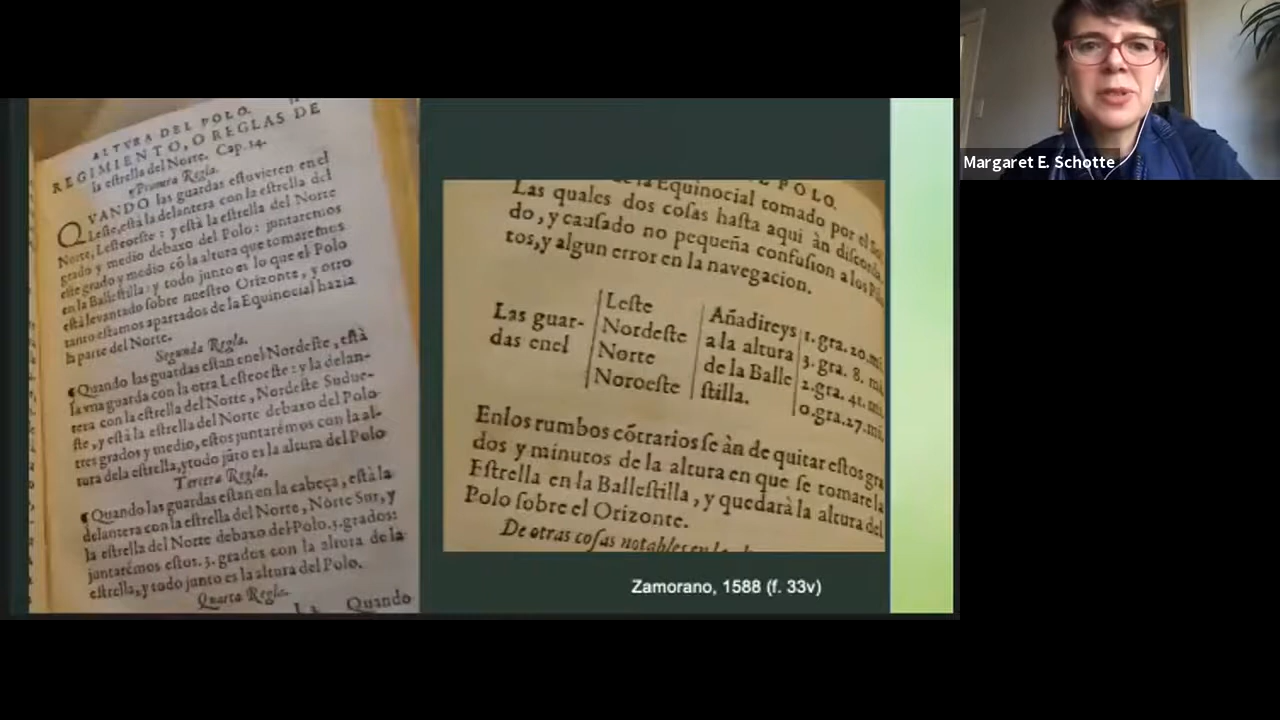 ALTVRA DEL POLO.
REGIMIENTO, O REGLAS DE
la eſtrella del Norte. Cap. 14.
¶Primera Regla.
QVANDO las guardas eſtuvieren en el
Leſte, eſtà la delantera con la eſtrella del
Norte, Leſteoeſte: y eſtà la eſtrella del Norte
grado y medio debaxo del Polo: juntaremos
eſte grado y medio cõ la altura que tomaremos
en la Balleſtilla: y todo junto es lo que el Polo
eſtà levantado ſobre nueſtro Orizonte, y otro
tanto eſtamos apartados de la Equinocial hazia
la parte del Norte.
Segunda Regla.
¶Quando las guardas eſtan en el Nordeſte, eſtà
la vna guarda con la otra Leſteoeſte: y la delan-
tera con la eſtrella del Norte, Nordeſte Sudue-
ſte, y eſtà la eſtrella del Norte debaxo del Polo
tres grados y medio, eſtos juntarémos con la al-
tura dela eſtrella, y todo jũto es la altura del Polo
Tercera Regla.
¶Quando las guardas eſtan en la cabeça, eſtà la
delantera con la eſtrella del Norte, Norte Sur, y
la eſtrella del Norte debaxo del Polo.3.grados:
juntarémos eſtos.3.grados con la altura de la
eſtrella, y todo junto es la altura del Polo.
Quarta Regla.
Quando
POLO.
de la Equinocial tomado por el
Las quales dos coſas haſta aqui àn
do, y cauſado no pequeña confuſion a los
tos, y algun error en la navegacion.
Las guar-
das en el
Leſte
Nordeſte
Norte
Noroeſte
Añadireys
a la altura
de la Balle
ſtilla.
1. gra. 20. mi.
3. gra. 8. mi
2. gra. 41. mi.
0. gra. 27. mi.
En los rumbos cõtrarios ſe àn de quitar eſtos gra
dos y minutos de la altura en que ſe tomare la
Eſtrella en la Balleſtilla, y quedarà la altura del
Polo ſobre el Orizonte.
De otras coſas notables
Zamorano, 1588 (f. 33v)
Margaret E. Schotte